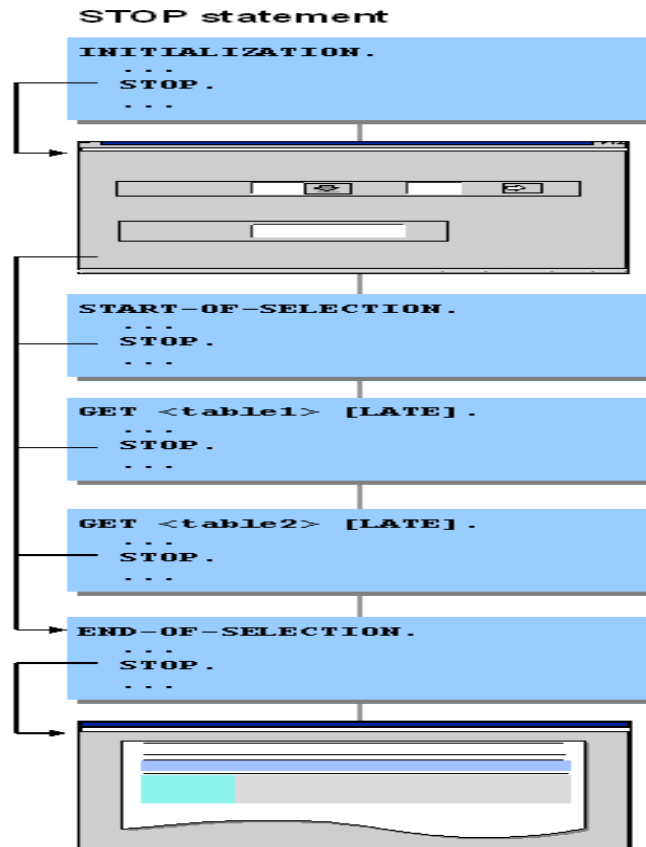 STOP statement
INITIALIZATION.
...
STOP.
...
START-OF-SELECTION.
...
STOP.
...
GET <table1> [LATE].
...
STOP.
...
GET <table2> [LATE].
...
STOP.
...
END-OF-SELECTION.
...
STOP.
...